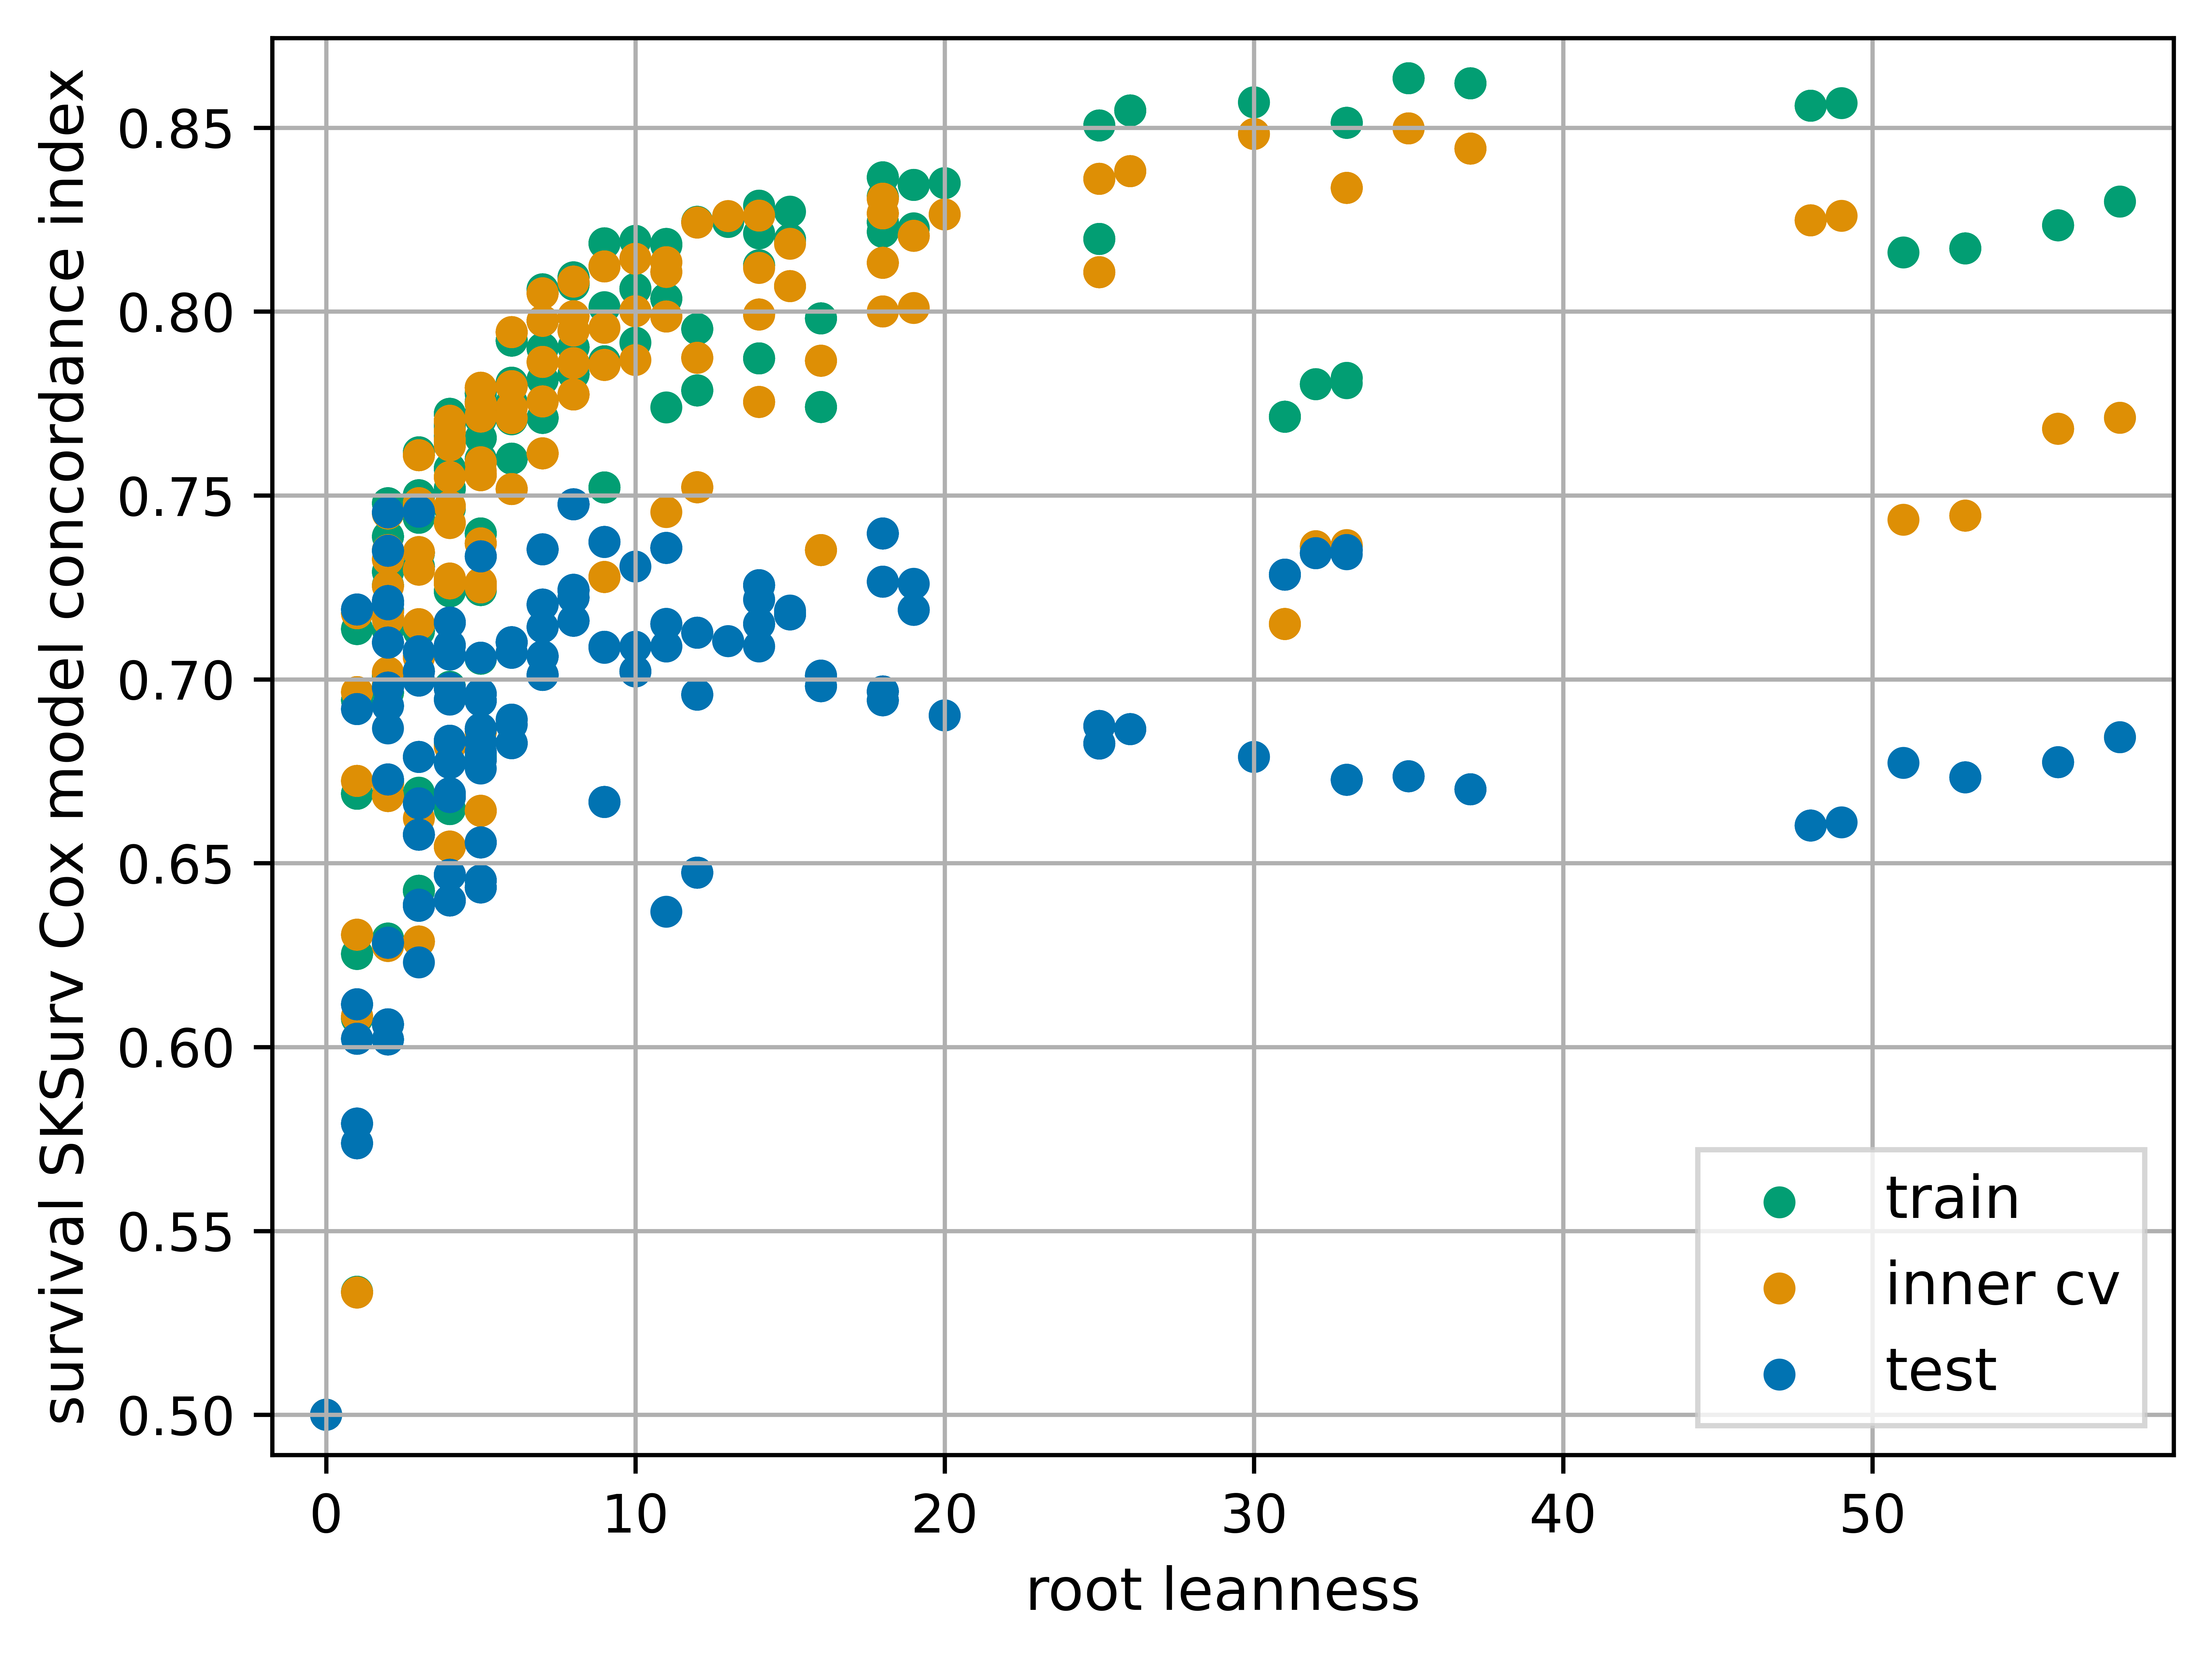 survival SKSurv Cox model concordance index
0.85
0.80
0.75
0.70
0.65
0.60
0.55
0.50
0 10 20 30 40 50
root leanness
train
inner cv
test